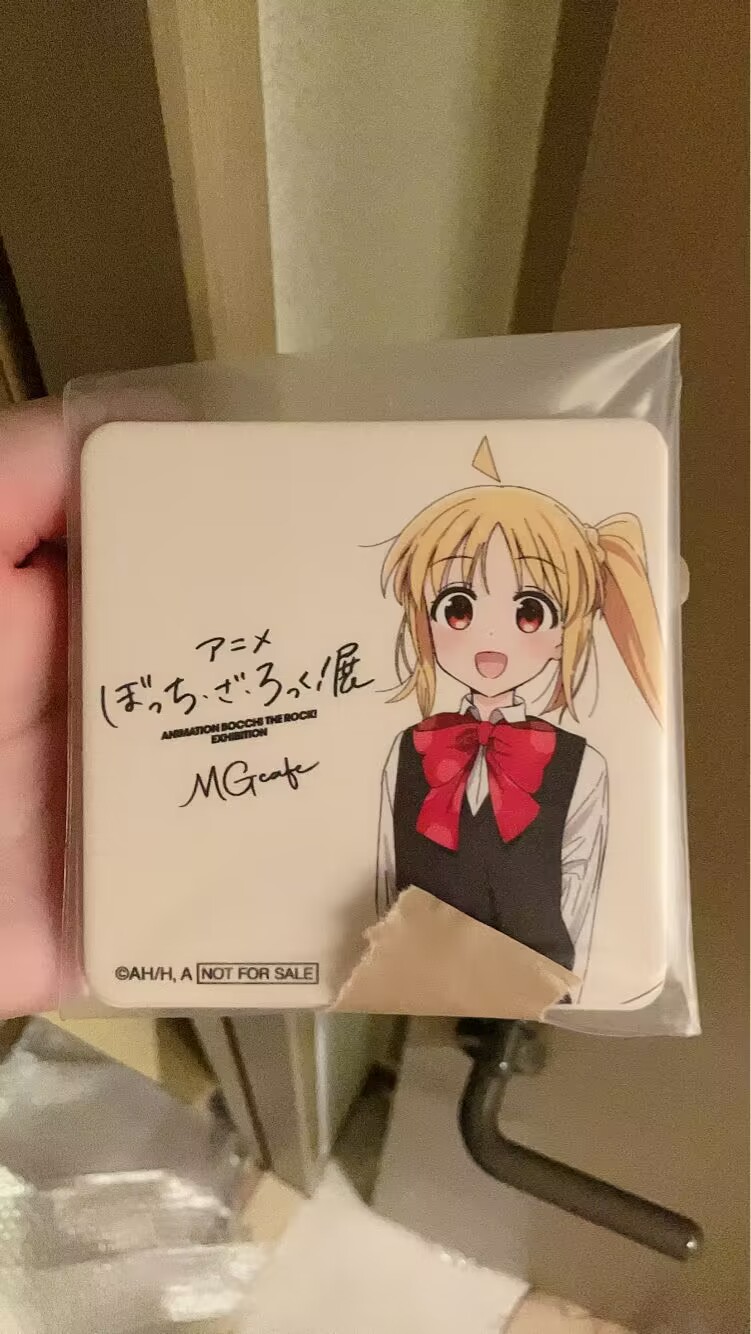 アニメ
ぼっち・ざ・ろっく!展
ANIMATION BOCCHI THE ROCK!
EXHIBITION
MGcafe
©AH/H, A NOT FOR SALE